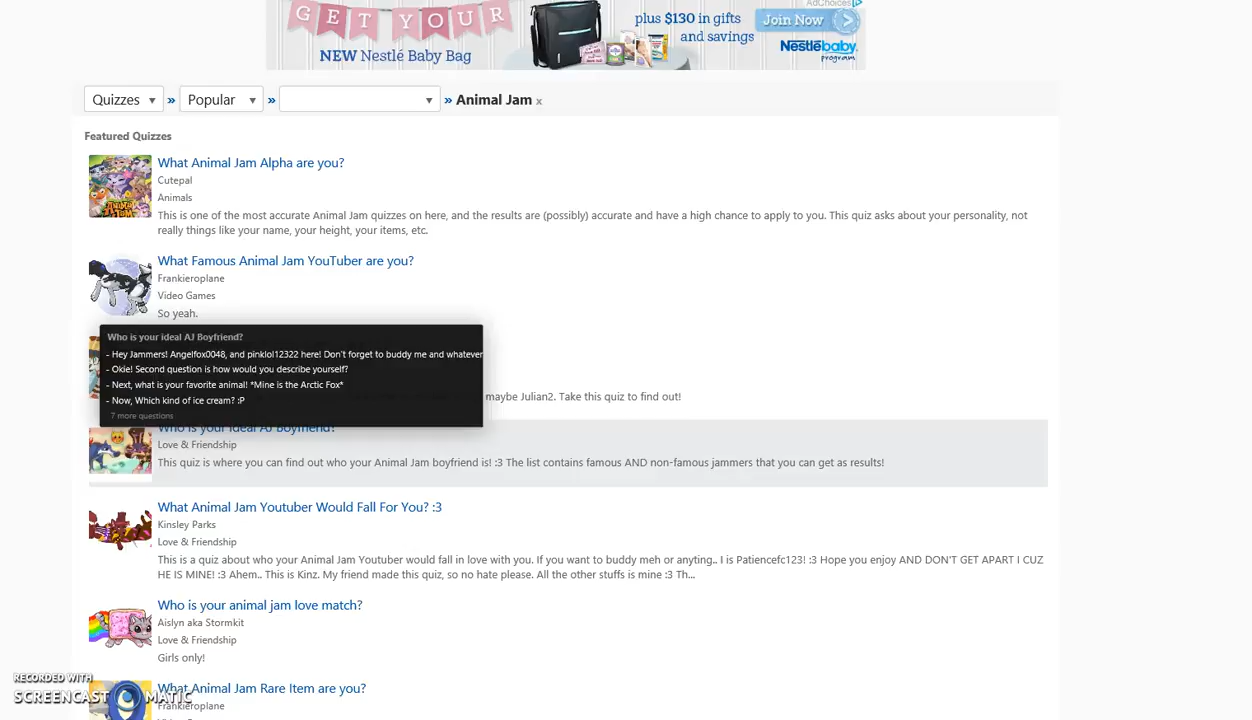 AdChoices
GET YOUR
NEW Nestlé Baby Bag
plus $130 in gifts
and savings
Join Now
Nestlébaby
program
Quizzes » Popular » » Animal Jam x
Featured Quizzes
What Animal Jam Alpha are you?
Cutepal
Animals
This is one of the most accurate Animal Jam quizzes on here, and the results are (possibly) accurate and have a high chance to apply to you. This quiz asks about your personality, not
really things like your name, your height, your items, etc.
What Famous Animal Jam YouTuber are you?
Frankieroplane
Video Games
So yeah.
Who is your ideal AJ Boyfriend?
- Hey Jammers! Angelfox0048, and pinklol12322 here! Don't forget to buddy me and whatever
- Okie! Second question is how would you describe yourself?
- Next, what is your favorite animal! *Mine is the Arctic Fox*
- Now, Which kind of ice cream? :P
7 more questions
maybe Julian2. Take this quiz to find out!
Who is your ideal AJ Boyfriend?
Love & Friendship
This quiz is where you can find out who your Animal Jam boyfriend is! :3 The list contains famous AND non-famous jammers that you can get as results!
What Animal Jam Youtuber Would Fall For You? :3
Kinsley Parks
Love & Friendship
This is a quiz about who your Animal Jam Youtuber would fall in love with you. If you want to buddy meh or anyting.. I is Patiencefc123! :3 Hope you enjoy AND DON'T GET APART I CUZ
HE IS MINE! :3 Ahem.. This is Kinz. My friend made this quiz, so no hate please. All the other stuffs is mine :3 Th...
Who is your animal jam love match?
Aislyn aka Stormkit
Love & Friendship
Girls only!
What Animal Jam Rare Item are you?
Frankieroplane
RECORDED WITH
SCREENCAST MATIC